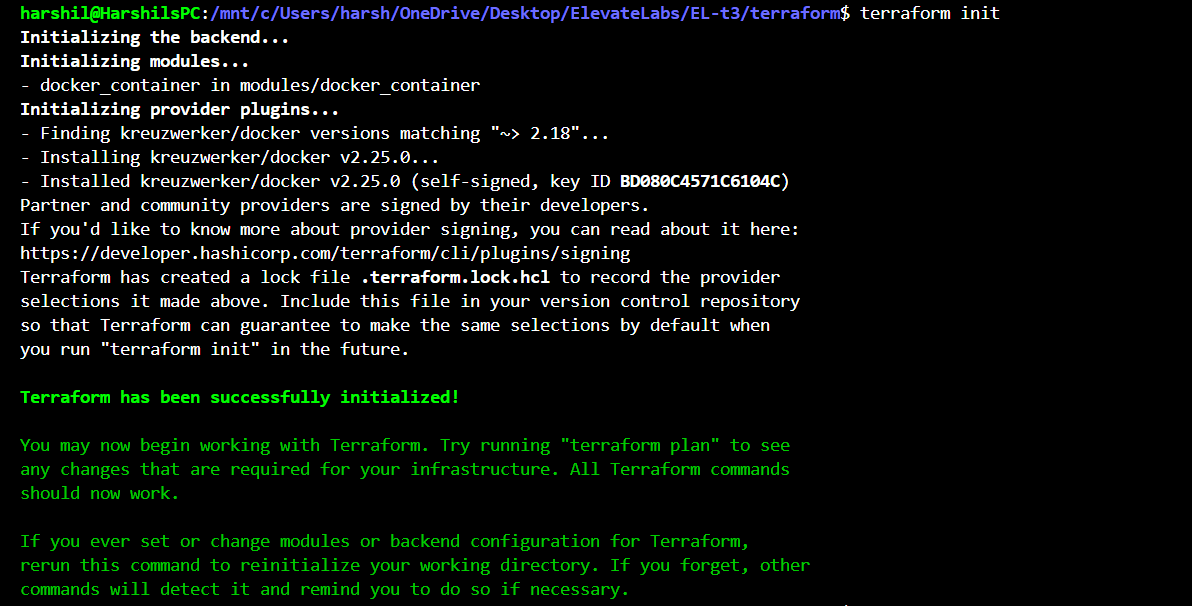 harshil@HarshilsPC:/mnt/c/Users/harsh/OneDrive/Desktop/ElevateLabs/EL-t3/terraform$ terraform init
Initializing the backend...
Initializing modules...
- docker_container in modules/docker_container
Initializing provider plugins...
- Finding kreuzwerker/docker versions matching "~> 2.18"...
- Installing kreuzwerker/docker v2.25.0...
- Installed kreuzwerker/docker v2.25.0 (self-signed, key ID BD080C4571C6104C)
Partner and community providers are signed by their developers.
If you'd like to know more about provider signing, you can read about it here:
https://developer.hashicorp.com/terraform/cli/plugins/signing
Terraform has created a lock file .terraform.lock.hcl to record the provider
selections it made above. Include this file in your version control repository
so that Terraform can guarantee to make the same selections by default when
you run "terraform init" in the future.
Terraform has been successfully initialized!
You may now begin working with Terraform. Try running "terraform plan" to see
any changes that are required for your infrastructure. All Terraform commands
should now work.
If you ever set or change modules or backend configuration for Terraform,
rerun this command to reinitialize your working directory. If you forget, other
commands will detect it and remind you to do so if necessary.